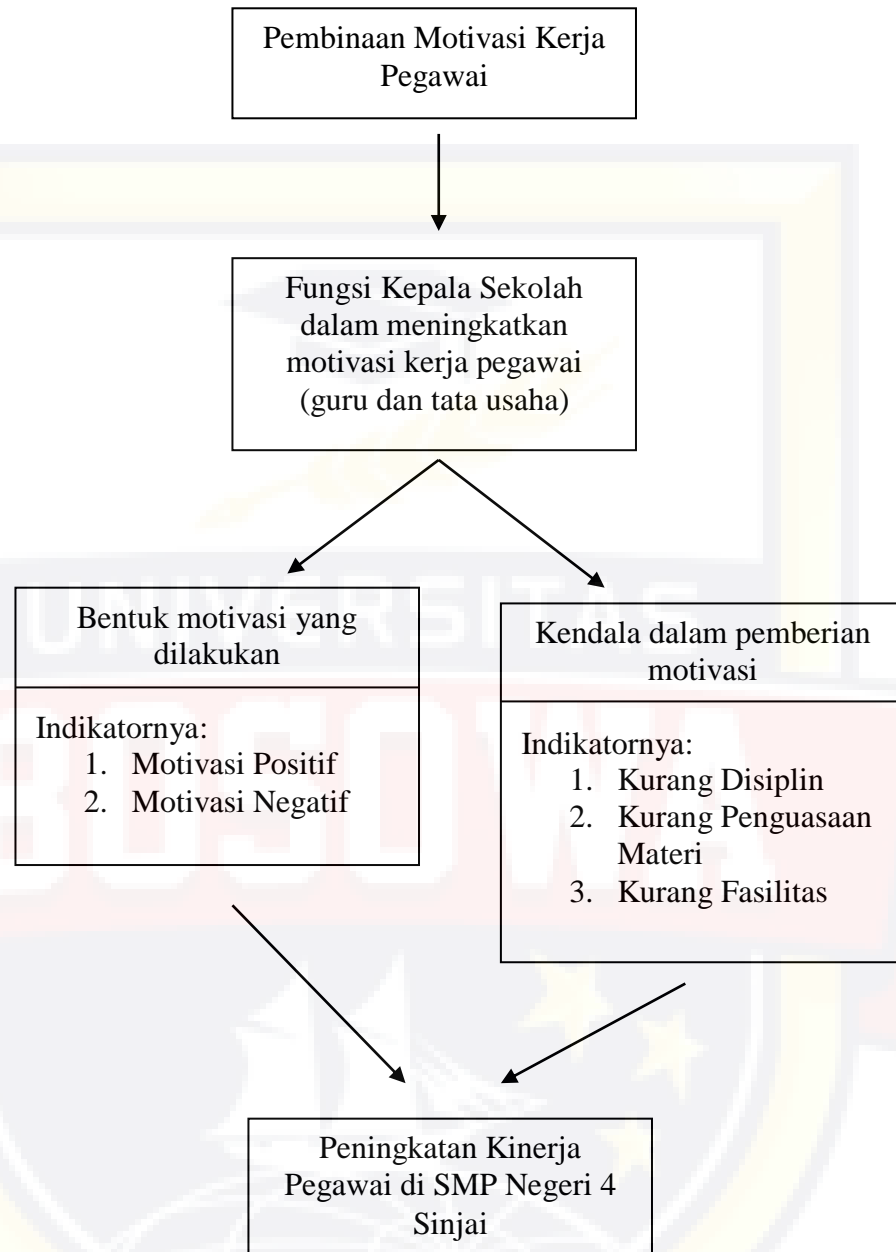 Pembinaan Motivasi Kerja
Pegawai
Fungsi Kepala Sekolah
dalam meningkatkan
motivasi kerja pegawai
(guru dan tata usaha)
Bentuk motivasi yang
dilakukan
Indikatornya:
1. Motivasi Positif
2. Motivasi Negatif
Kendala dalam pemberian
motivasi
Indikatornya:
1. Kurang Disiplin
2. Kurang Penguasaan
Materi
3. Kurang Fasilitas
UNIVERSITAS
BOSOWA
Peningkatan Kinerja
Pegawai di SMP Negeri 4
Sinjai